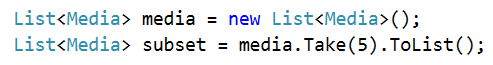 List<Media> media = new List<Media>();
List<Media> subset = media.Take(5).ToList();